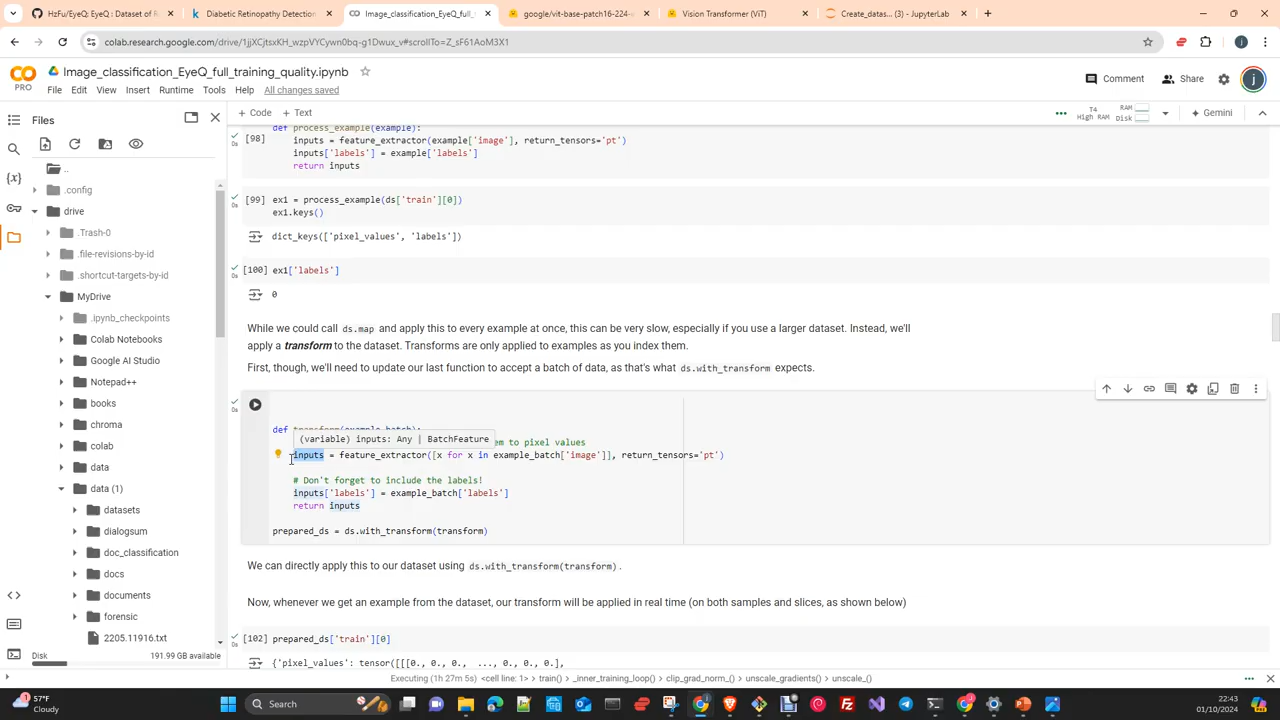 HzFu/EyeQ: EyeQ : Dataset of R
Diabetic Retinopathy Detection
Image_classification_EyeQ_full_
google/vit-base-patch16-224
Vision Transformer (ViT)
Create_datas... (3) - JupyterLab
colab.research.google.com/drive/1jjXCjtsxKH_wzpVYCywn0bq-g1Dwux_v#scrollTo=Z_sF61AoM3X1
Image_classification_EyeQ_full_training_quality.ipynb
PRO
File Edit View Insert Runtime Tools Help All changes saved
Comment Share j
Files
+ Code + Text
T4 High RAM
RAM Disk
Gemini
..
.config
drive
.Trash-0
.file-revisions-by-id
.shortcut-targets-by-id
MyDrive
.ipynb_checkpoints
Colab Notebooks
Google AI Studio
Notepad++
books
chroma
colab
data
data (1)
datasets
dialogsum
doc_classification
docs
documents
forensic
2205.11916.txt
Disk 191.99 GB available
def process_example(example):
[98] inputs = feature_extractor(example['image'], return_tensors='pt')
inputs['labels'] = example['labels']
return inputs
[99] ex1 = process_example(ds['train'][0])
ex1.keys()
dict_keys(['pixel_values', 'labels'])
[100] ex1['labels']
0
While we could call ds.map and apply this to every example at once, this can be very slow, especially if you use a larger dataset. Instead, we'll
apply a transform to the dataset. Transforms are only applied to examples as you index them.
First, though, we'll need to update our last function to accept a batch of data, as that's what ds.with_transform expects.
def transform(example_batch):
(variable) inputs: Any | BatchFeature
em to pixel values
inputs = feature_extractor([x for x in example_batch['image']], return_tensors='pt')
# Don't forget to include the labels!
inputs['labels'] = example_batch['labels']
return inputs
prepared_ds = ds.with_transform(transform)
We can directly apply this to our dataset using ds.with_transform(transform).
Now, whenever we get an example from the dataset, our transform will be applied in real time (on both samples and slices, as shown below)
[102] prepared_ds['train'][0]
{'pixel_values': tensor([[[0., 0., 0., ..., 0., 0., 0.],
Executing (1h 27m 5s) <cell line: 1> train() _inner_training_loop() clip_grad_norm_() unscale_gradients() unscale_()
57°F
Cloudy
Search
22:43
01/10/2024